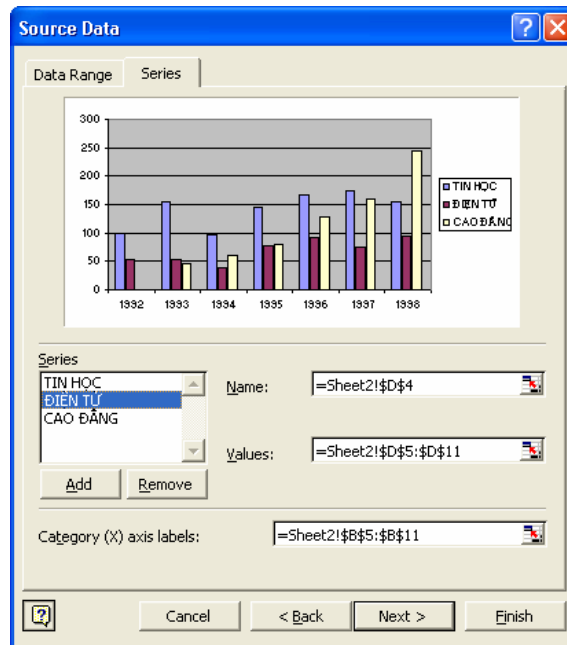 Source Data
Data Range Series
300
250
200
150
100
50
0
1992 1993 1994 1995 1996 1997 1998
TIN HỌC
ĐIỆN TỬ
CAO ĐẲNG
Series
TIN HỌC
ĐIỆN TỬ
CAO ĐẲNG
Name: =Sheet2!$D$4
Values: =Sheet2!$D$5:$D$11
Add Remove
Category (X) axis labels: =Sheet2!$B$5:$B$11
Cancel < Back Next > Finish